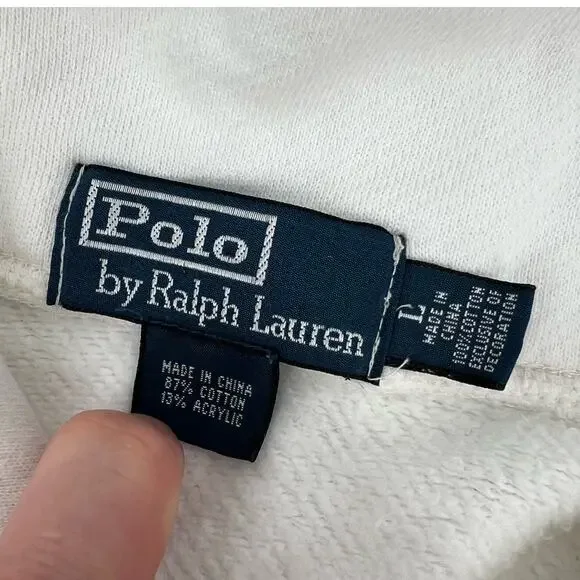 Polo
by Ralph Lauren
L
MADE IN
CHINA
100% COTTON
EXCLUSIVE OF
DECORATION
MADE IN CHINA
87% COTTON
13% ACRYLIC